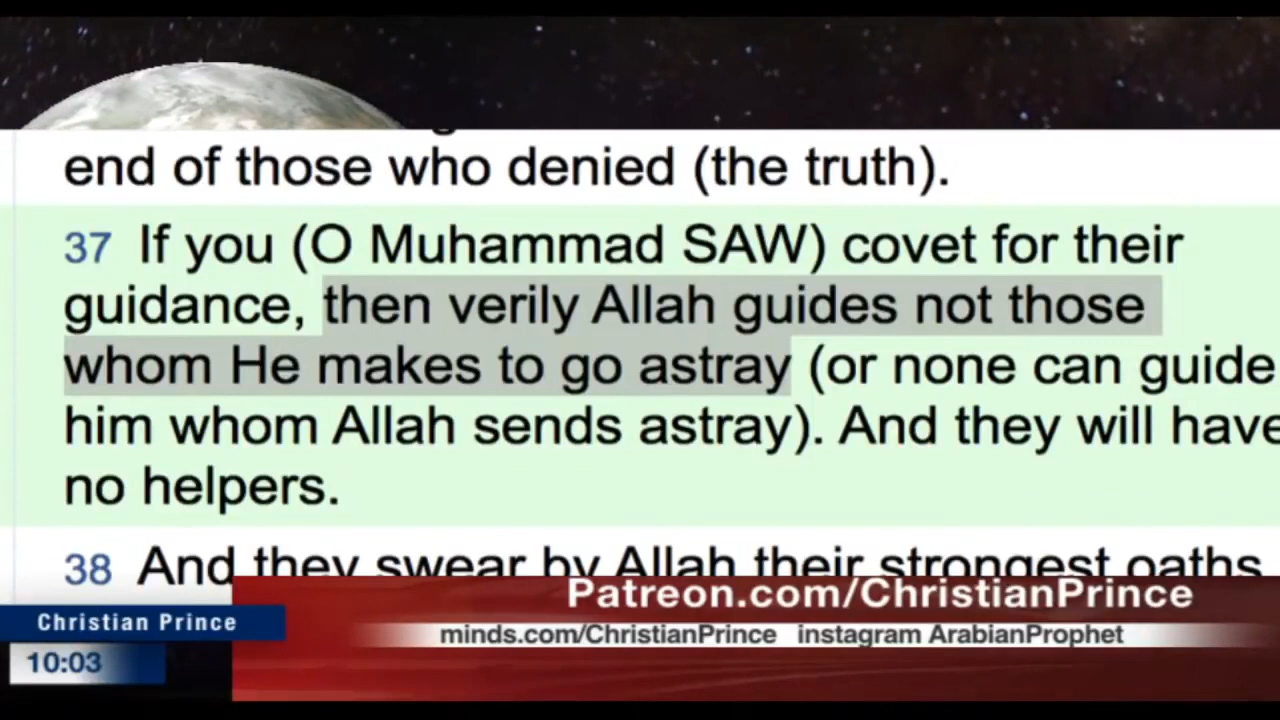 end of those who denied (the truth).
37 If you (O Muhammad SAW) covet for their
guidance, then verily Allah guides not those
whom He makes to go astray (or none can guide
him whom Allah sends astray). And they will have
no helpers.
38 And they swear by Allah their strongest oaths
Patreon.com/ChristianPrince
Christian Prince
minds.com/ChristianPrince instagram ArabianProphet
10:03